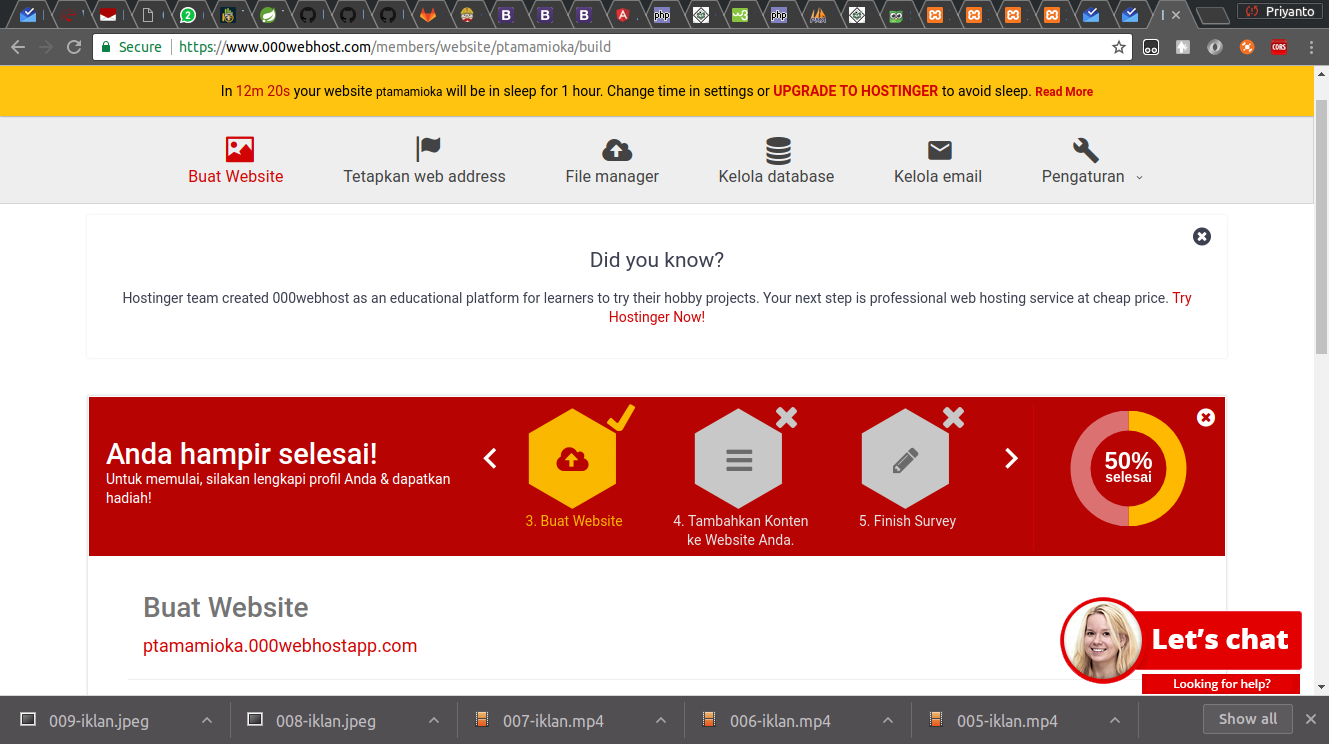 Priyanto
Secure https://www.000webhost.com/members/website/ptamamioka/build
In 12m 20s your website ptamamioka will be in sleep for 1 hour. Change time in settings or UPGRADE TO HOSTINGER to avoid sleep. Read More
Buat Website Tetapkan web address File manager Kelola database Kelola email Pengaturan
Did you know?
Hostinger team created 000webhost as an educational platform for learners to try their hobby projects. Your next step is professional web hosting service at cheap price. Try
Hostinger Now!
Anda hampir selesai!
Untuk memulai, silakan lengkapi profil Anda & dapatkan
hadiah!
3. Buat Website
4. Tambahkan Konten
ke Website Anda.
5. Finish Survey
50%
selesai
Buat Website
ptamamioka.000webhostapp.com
Let's chat
Looking for help?
009-iklan.jpeg 008-iklan.jpeg 007-iklan.mp4 006-iklan.mp4 005-iklan.mp4 Show all